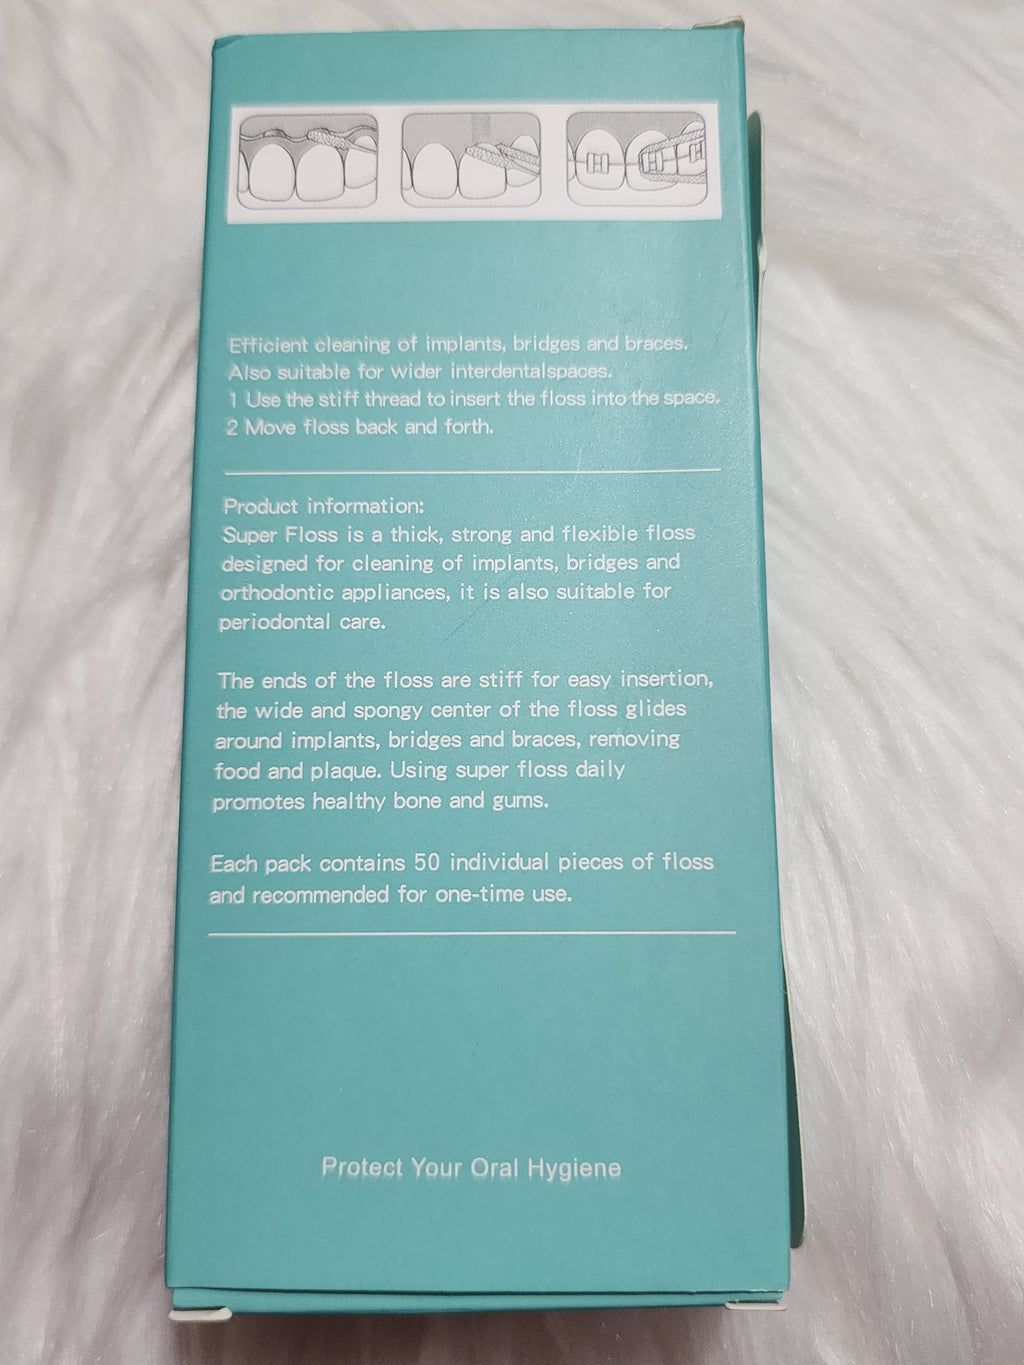 Efficient cleaning of implants, bridges and braces.
Also suitable for wider interdentalspaces.
1 Use the stiff thread to insert the floss into the space.
2 Move floss back and forth.
Product information:
Super Floss is a thick, strong and flexible floss
designed for cleaning of implants, bridges and
orthodontic appliances, it is also suitable for
periodontal care.
The ends of the floss are stiff for easy insertion,
the wide and spongy center of the floss glides
around implants, bridges and braces, removing
food and plaque. Using super floss daily
promotes healthy bone and gums.
Each pack contains 50 individual pieces of floss
and recommended for one-time use.
Protect Your Oral Hygiene